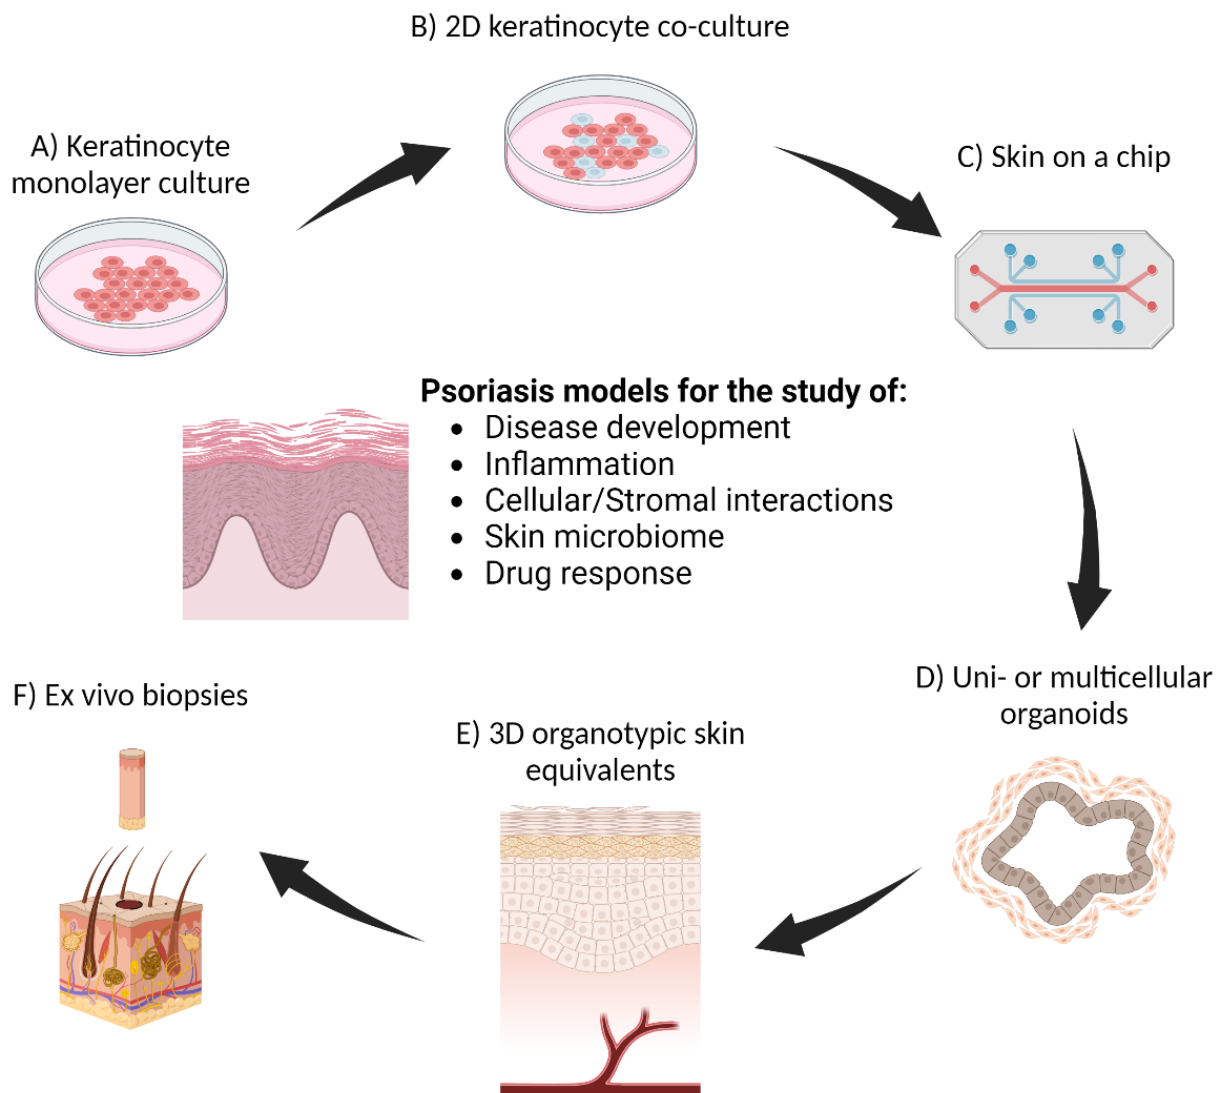 B) 2D keratinocyte co-culture
A) Keratinocyte
monolayer culture
C) Skin on a chip
Psoriasis models for the study of:
• Disease development
• Inflammation
• Cellular/Stromal interactions
• Skin microbiome
• Drug response
D) Uni- or multicellular
organoids
F) Ex vivo biopsies
E) 3D organotypic skin
equivalents